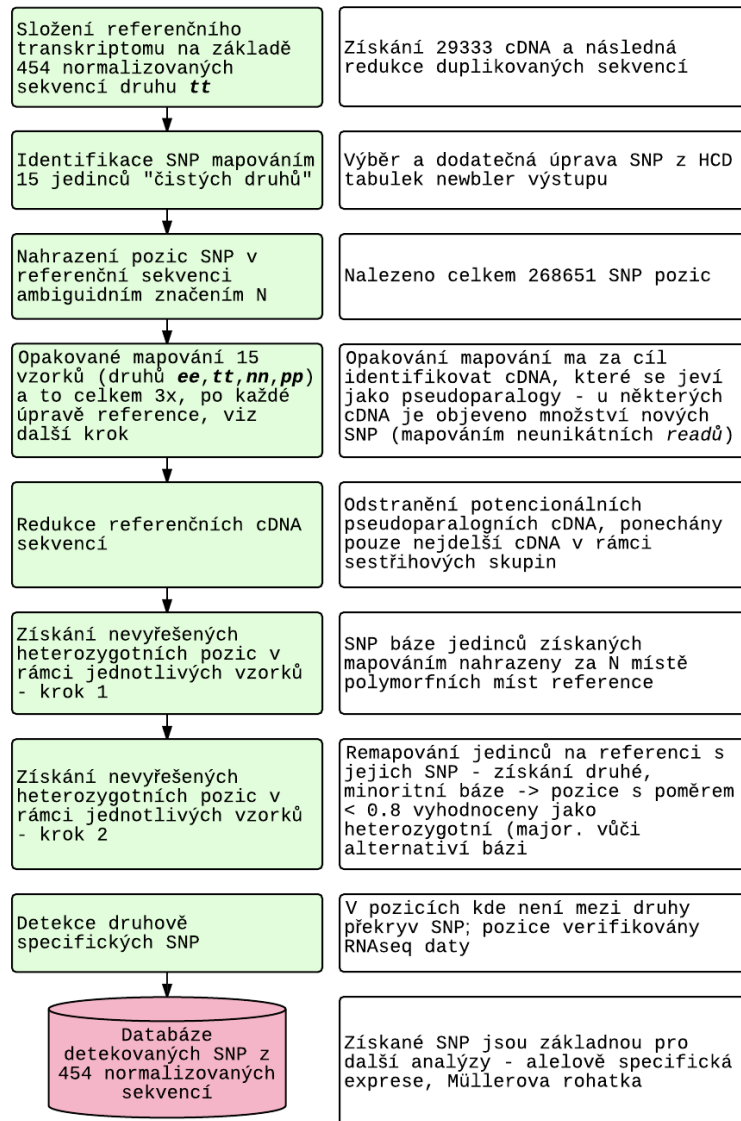 Složení referenčního
transkriptomu na základě
454 normalizovaných
sekvencí druhu tt
Získání 29333 cDNA a následná
redukce duplikovaných sekvencí
Identifikace SNP mapováním
15 jedinců "čistých druhů"
Výběr a dodatečná úprava SNP z HCD
tabulek newbler výstupu
Nahrazení pozic SNP v
referenční sekvenci
ambiguidním značením N
Nalezeno celkem 268651 SNP pozic
Opakované mapování 15
vzorků (druhů ee,tt,nn,pp)
a to celkem 3x, po každé
úpravě reference, viz
další krok
Opakování mapování ma za cíl
identifikovat cDNA, které se jeví
jako pseudoparalogy - u některých
cDNA je objeveno množství nových
SNP (mapováním neunikátních readů)
Redukce referenčních cDNA
sekvencí
Odstranění potencionálních
pseudoparalogních cDNA, ponechány
pouze nejdelší cDNA v rámci
sestřihových skupin
Získání nevyřešených
heterozygotních pozic v
rámci jednotlivých vzorků
- krok 1
SNP báze jedinců získaných
mapováním nahrazeny za N místě
polymorfních míst reference
Získání nevyřešených
heterozygotních pozic v
rámci jednotlivých vzorků
- krok 2
Remapování jedinců na referenci s
jejich SNP - získání druhé,
minoritní báze -> pozice s poměrem
< 0.8 vyhodnoceny jako
heterozygotní (major. vůči
alternativí bázi
Detekce druhově
specifických SNP
V pozicích kde není mezi druhy
překryv SNP; pozice verifikovány
RNAseq daty
Databáze
detekovaných SNP z
454 normalizovaných
sekvencí
Získané SNP jsou základnou pro
další analýzy - alelově specifická
exprese, Müllerova rohatka